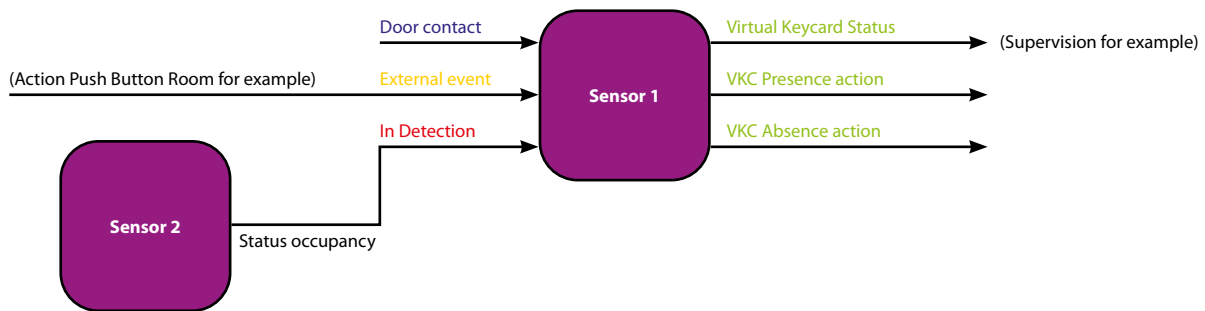 Door contact
Virtual Keycard Status
(Supervision for example)
(Action Push Button Room for example)
External event
Sensor 1
VKC Presence action
In Detection
VKC Absence action
Sensor 2
Status occupancy